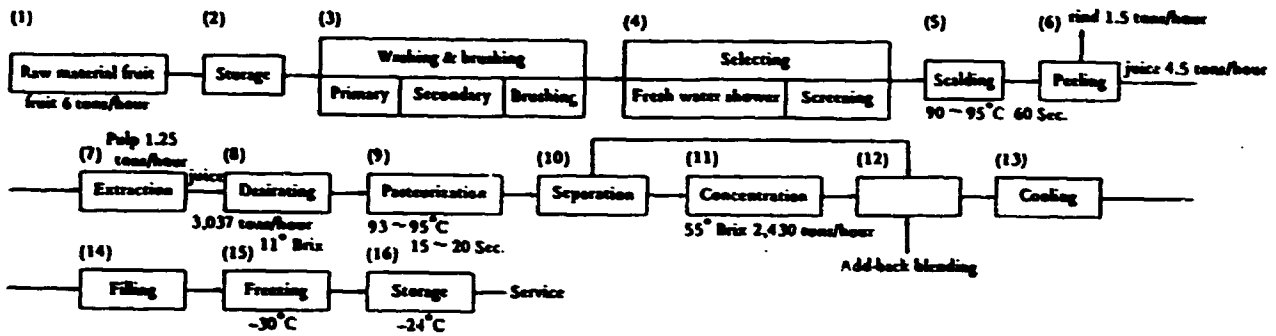 (1)
(2)
(3)
(4)
(5)
(6)
rind 1.5 tons/hour
Raw material fruit
fruit 6 tons/hour
Storage
Washing & brushing
Primary
Secondary
Brushing
Selecting
Fresh water shower
Screening
Scalding
90 ~ 95°C 60 Sec.
Peeling
juice 4.5 tons/hour
Pulp 1.25
tons/hour
(7)
Extraction
juice
(8)
Deairating
3,037 tons/hour
11° Brix
(9)
Pasteurization
93 ~ 95°C
15 ~ 20 Sec.
(10)
Separation
(11)
Concentration
55° Brix 2,430 tons/hour
(12)
Add-back blending
(13)
Cooling
(14)
Filling
(15)
Freezing
-30°C
(16)
Storage
-24°C
Service